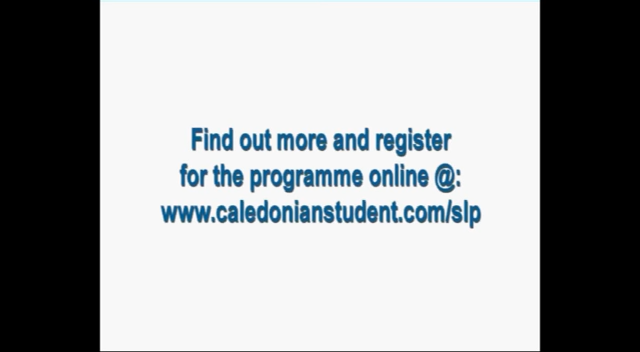 Find out more and register
for the programme online @:
www.caledonianstudent.com/slp